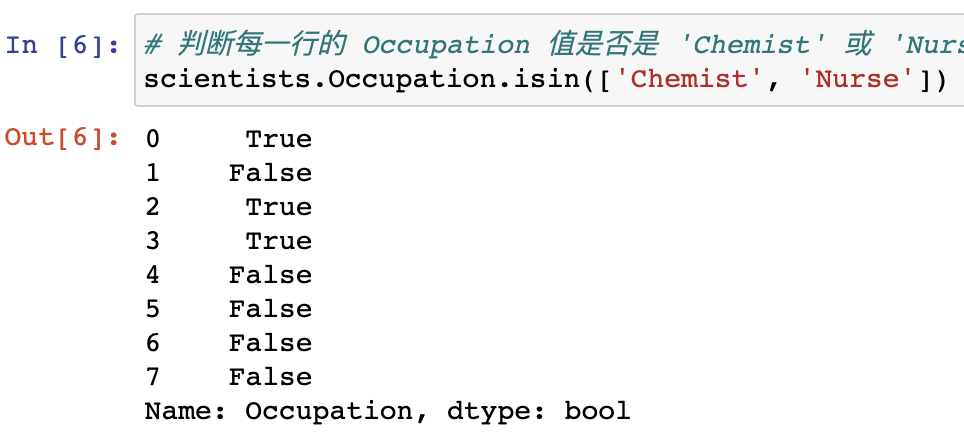 In [6]: # 判断每一行的 Occupation 值是否是 'Chemist' 或 'Nurs
scientists.Occupation.isin(['Chemist', 'Nurse'])
Out[6]: 0 True
1 False
2 True
3 True
4 False
5 False
6 False
7 False
Name: Occupation, dtype: bool